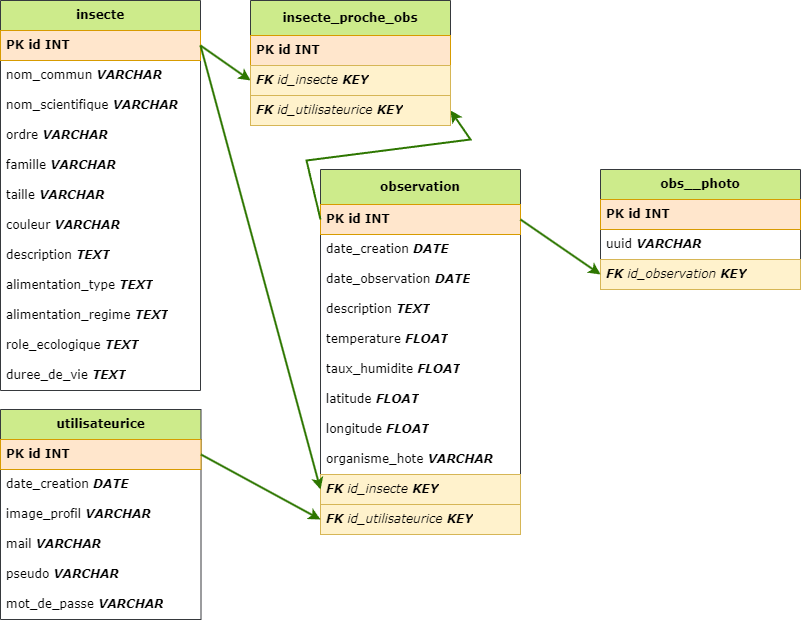 insecte
PK id INT
nom_commun VARCHAR
nom_scientifique VARCHAR
ordre VARCHAR
famille VARCHAR
taille VARCHAR
couleur VARCHAR
description TEXT
alimentation_type TEXT
alimentation_regime TEXT
role_ecologique TEXT
duree_de_vie TEXT
insecte_proche_obs
PK id INT
FK id_insecte KEY
FK id_utilisateurice KEY
observation
PK id INT
date_creation DATE
date_observation DATE
description TEXT
temperature FLOAT
taux_humidite FLOAT
latitude FLOAT
longitude FLOAT
organisme_hote VARCHAR
FK id_insecte KEY
FK id_utilisateurice KEY
obs__photo
PK id INT
uuid VARCHAR
FK id_observation KEY
utilisateurice
PK id INT
date_creation DATE
image_profil VARCHAR
mail VARCHAR
pseudo VARCHAR
mot_de_passe VARCHAR